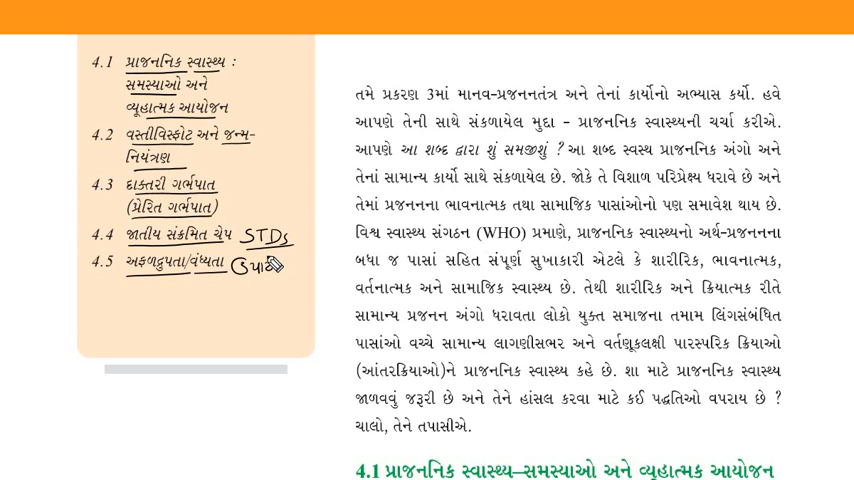 4.1 પ્રાજનનિક સ્વાસ્થ્ય :
સમસ્યાઓ અને
વ્યૂહાત્મક આયોજન
4.2 વસ્તીવિસ્ફોટ અને જન્મ-
નિયંત્રણ
4.3 દાક્તરી ગર્ભપાત
(પ્રેરિત ગર્ભપાત)
4.4 જાતીય સંક્રમિત ચેપ STDs
4.5 અફળદ્રુપતા/વંધ્યતા
તમે પ્રકરણ 3માં માનવ-પ્રજનનતંત્ર અને તેનાં કાર્યોનો અભ્યાસ કર્યો. હવે
આપણે તેની સાથે સંકળાયેલ મુદ્દા – પ્રાજનનિક સ્વાસ્થ્યની ચર્ચા કરીએ.
આપણે આ શબ્દ દ્વારા શું સમજીશું ? આ શબ્દ સ્વસ્થ પ્રાજનનિક અંગો અને
તેનાં સામાન્ય કાર્યો સાથે સંકળાયેલ છે. જોકે તે વિશાળ પરિપ્રેક્ષ્ય ધરાવે છે અને
તેમાં પ્રજનનના ભાવનાત્મક તથા સામાજિક પાસાંઓનો પણ સમાવેશ થાય છે.
વિશ્વ સ્વાસ્થ્ય સંગઠન (WHO) પ્રમાણે, પ્રાજનનિક સ્વાસ્થ્યનો અર્થ-પ્રજનનના
બધા જ પાસાં સહિત સંપૂર્ણ સુખાકારી એટલે કે શારીરિક, ભાવનાત્મક,
વર્તનાત્મક અને સામાજિક સ્વાસ્થ્ય છે. તેથી શારીરિક અને ક્રિયાત્મક રીતે
સામાન્ય પ્રજનન અંગો ધરાવતા લોકો યુક્ત સમાજના તમામ લિંગસંબંધિત
પાસાંઓ વચ્ચે સામાન્ય લાગણીસભર અને વર્તણૂકલક્ષી પારસ્પરિક ક્રિયાઓ
(આંતરક્રિયાઓ)ને પ્રાજનનિક સ્વાસ્થ્ય કહે છે. શા માટે પ્રાજનનિક સ્વાસ્થ્ય
જાળવવું જરૂરી છે અને તેને હાંસલ કરવા માટે કઈ પદ્ધતિઓ વપરાય છે ?
ચાલો, તેને તપાસીએ.
4.1 પ્રાજનનિક સ્વાસ્થ્ય–સમસ્યાઓ અને વ્યૂહાત્મક આયોજન